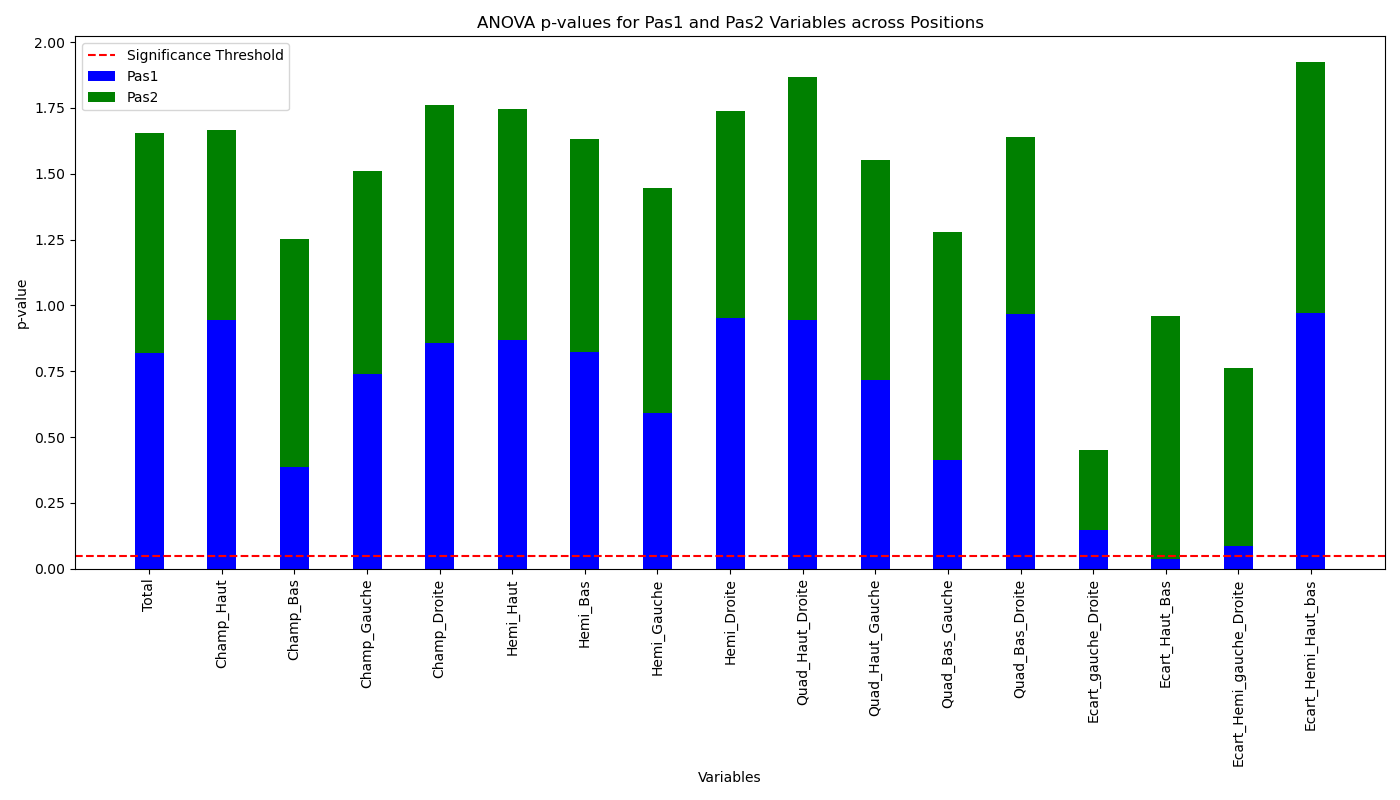 ANOVA p-values for Pas1 and Pas2 Variables across Positions
Significance Threshold
Pas1
Pas2
p-value
2.00
1.75
1.50
1.25
1.00
0.75
0.50
0.25
0.00
Total
Champ_Haut
Champ_Bas
Champ_Gauche
Champ_Droite
Hemi_Haut
Hemi_Bas
Hemi_Gauche
Hemi_Droite
Quad_Haut_Droite
Quad_Haut_Gauche
Quad_Bas_Gauche
Quad_Bas_Droite
Ecart_gauche_Droite
Ecart_Haut_Bas
Ecart_Hemi_gauche_Droite
Ecart_Hemi_Haut_bas
Variables